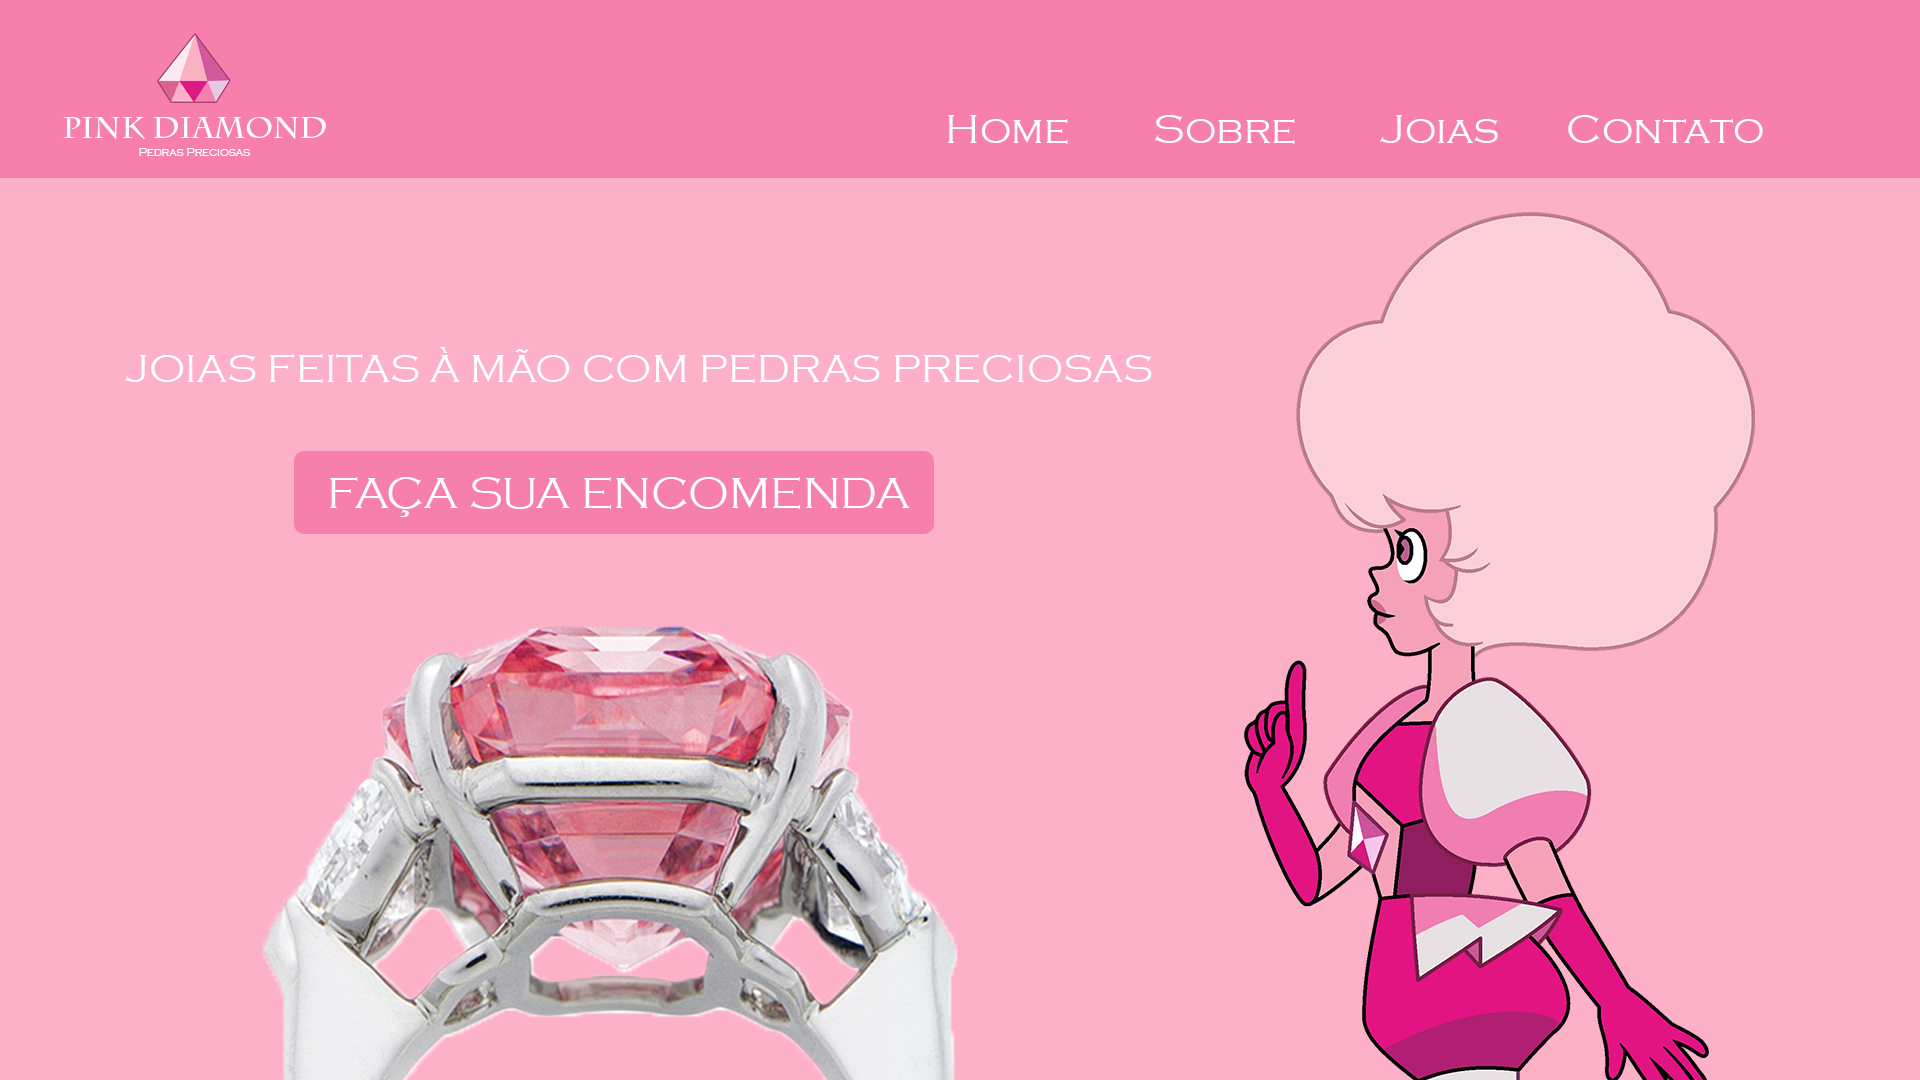 PINK DIAMOND
PEDRAS PRECIOSAS
HOME SOBRE JOIAS CONTATO
JOIAS FEITAS À MÃO COM PEDRAS PRECIOSAS
FAÇA SUA ENCOMENDA